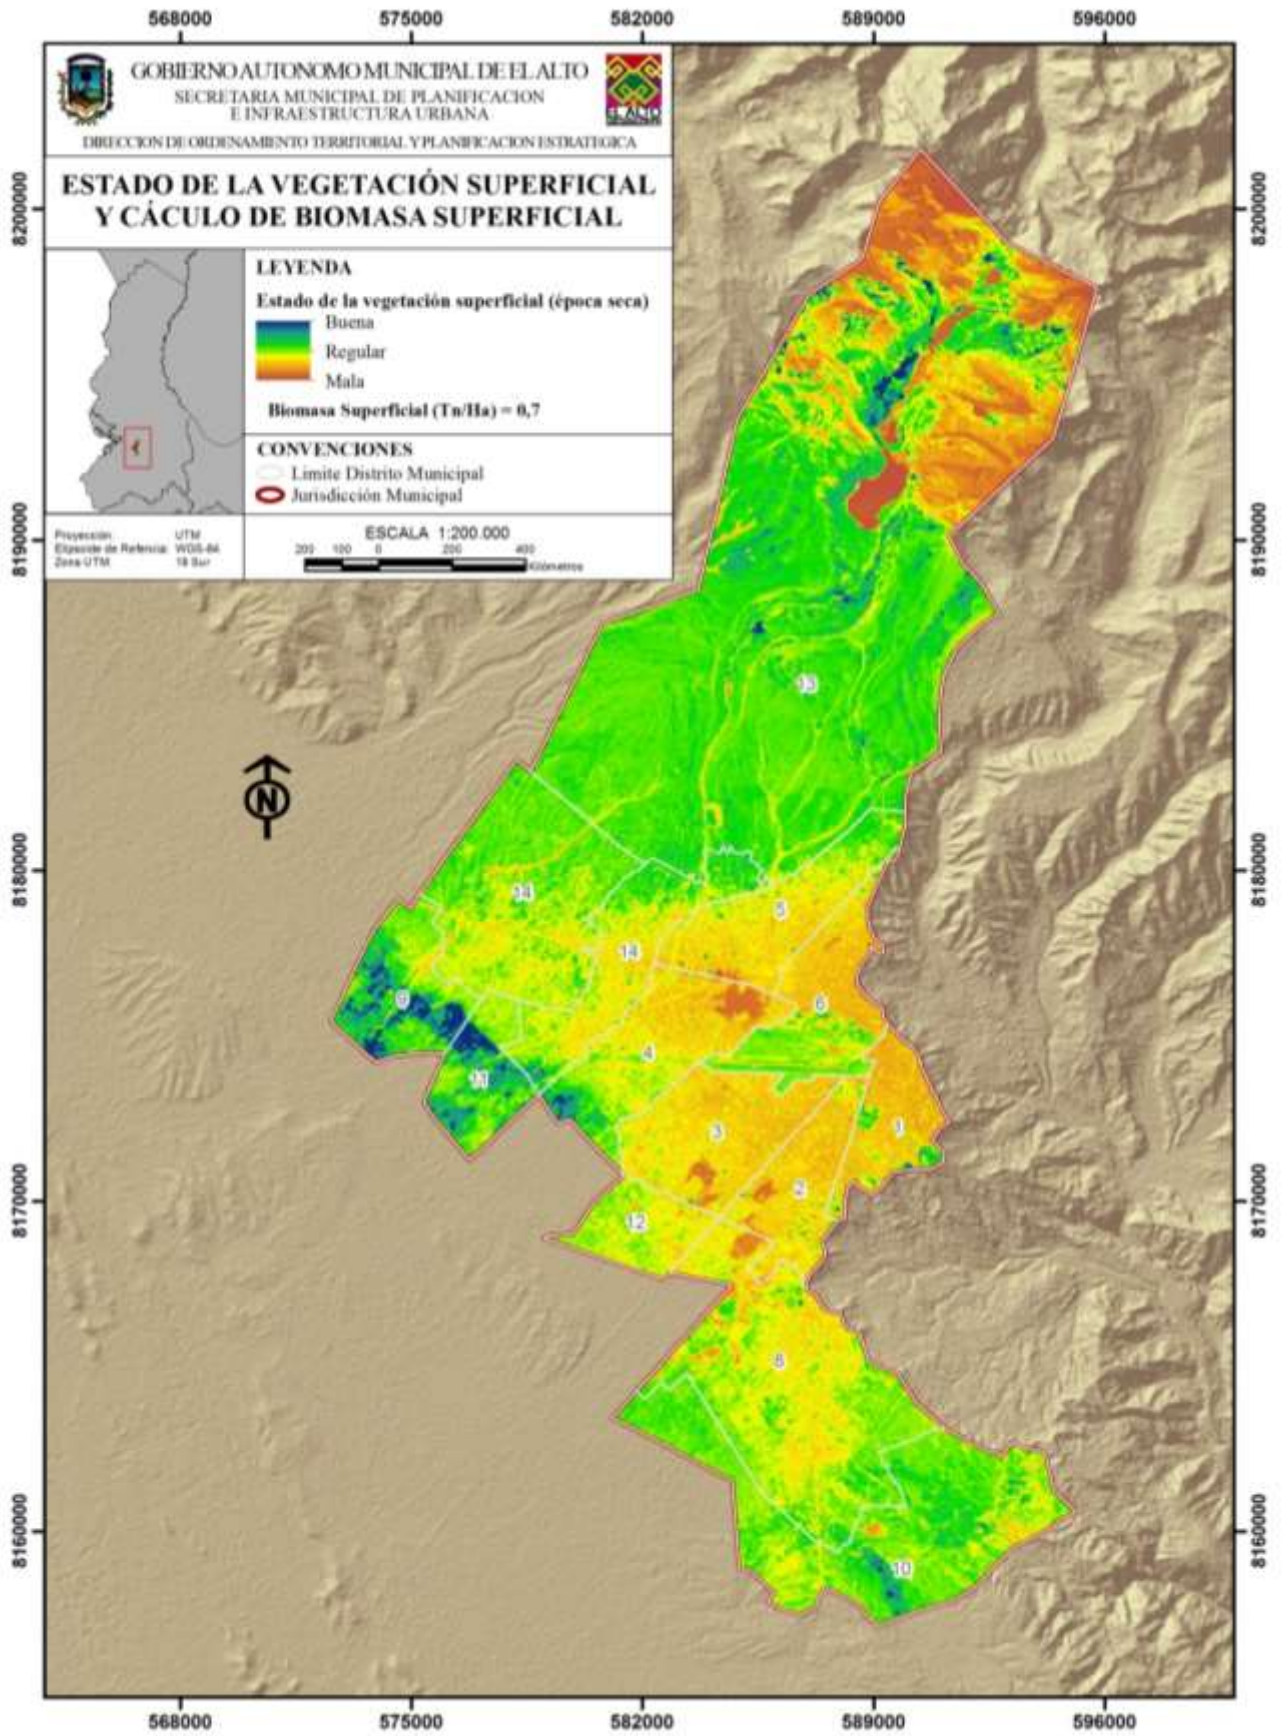 568000 575000 582000 589000 596000
GOBIERNO AUTONOMO MUNICIPAL DE EL ALTO
SECRETARIA MUNICIPAL DE PLANIFICACION
E INFRAESTRUCTURA URBANA
EL ALTO
DIRECCION DE ORDENAMIENTO TERRITORIAL Y PLANIFICACION ESTRATEGICA
ESTADO DE LA VEGETACIÓN SUPERFICIAL
Y CÁCULO DE BIOMASA SUPERFICIAL
LEYENDA
Estado de la vegetación superficial (época seca)
Buena
Regular
Mala
Biomasa Superficial (Tn/Ha) = 0,7
CONVENCIONES
Limite Distrito Municipal
Jurisdicción Municipal
Proyección: UTM
Elipsoide de Referencia: WGS-84
Zona UTM 19 Sur
ESCALA 1:200.000
200 100 0 200 400
Kilómetros
8200000 8200000
8190000 8190000
13
N
8180000 8180000
14
5
14
9
6
4
11
3
1
2
8170000 8170000
12
8
8160000 8160000
10
568000 575000 582000 589000 596000